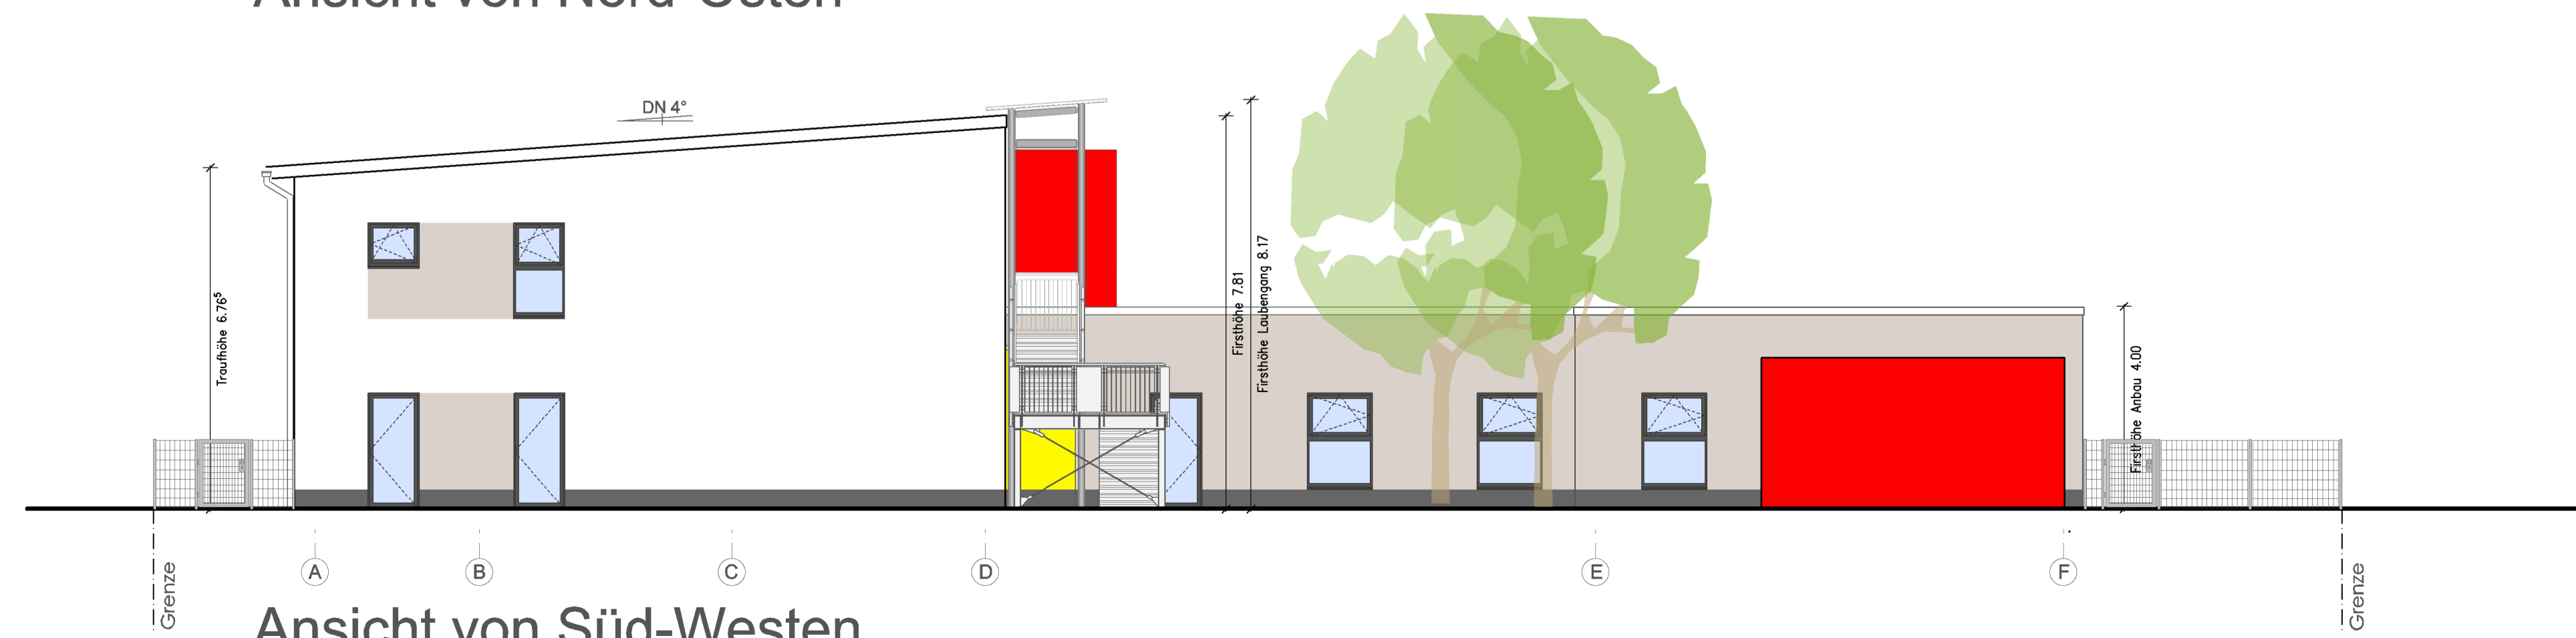 Ansicht von Nord-Osten
DN 4°
Traufhöhe 6.76⁵
Firsthöhe 7.81
Firsthöhe Laubengang 8.17
Firsthöhe Anbau 4.00
A
B
C
D
E
F
Grenze
Grenze
Ansicht von Süd-Westen